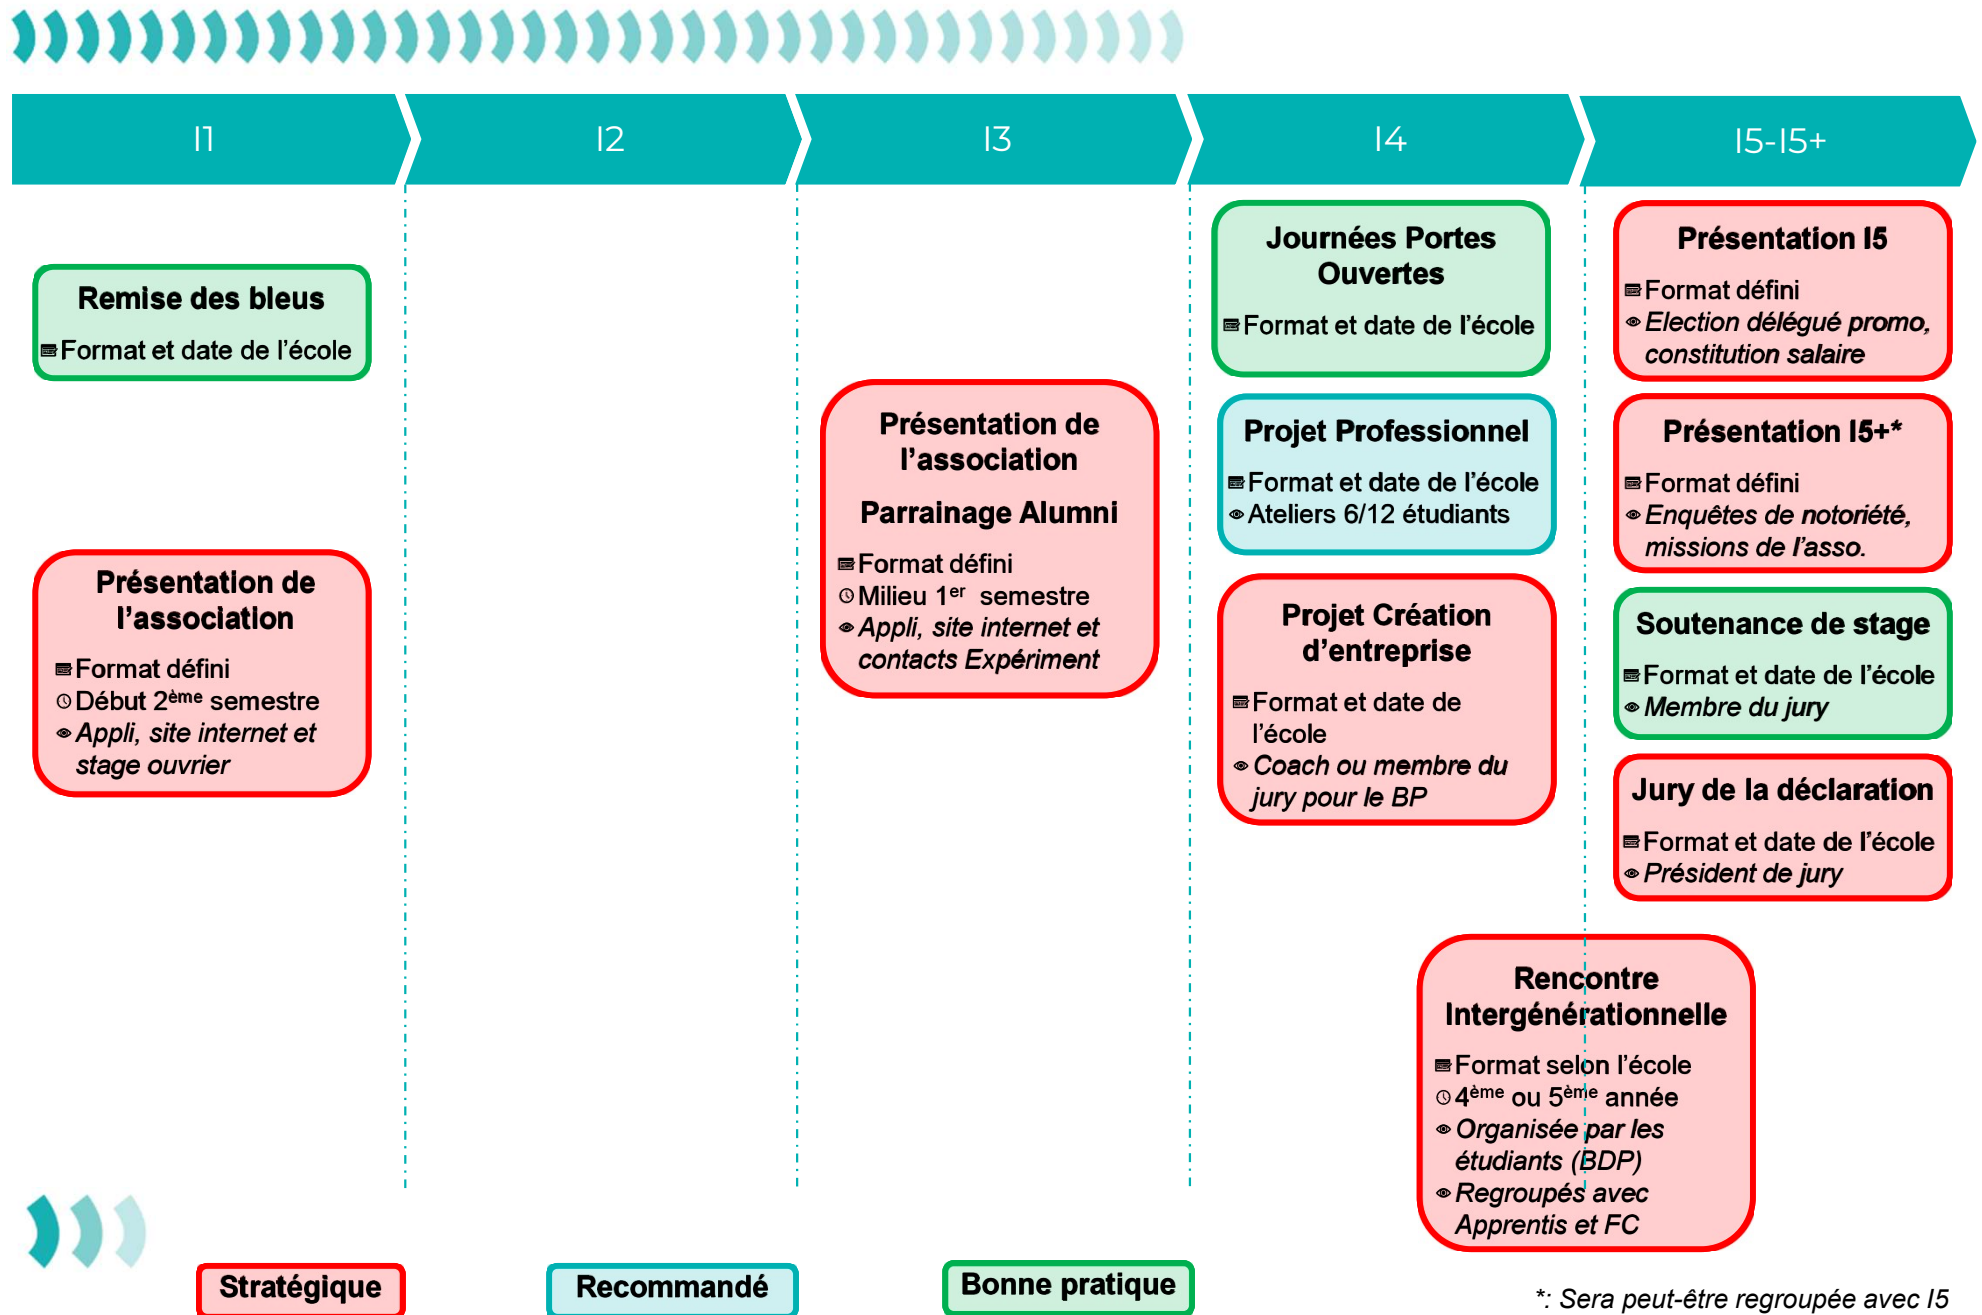 I1
I2
I3
I4
I5-I5+
Remise des bleus
Format et date de l'école
Présentation de
l'association
Format défini
Début 2ème semestre
Appli, site internet et
stage ouvrier
Présentation de
l'association
Parrainage Alumni
Format défini
Milieu 1er semestre
Appli, site internet et
contacts Expériment
Journées Portes
Ouvertes
Format et date de l'école
Projet Professionnel
Format et date de l'école
Ateliers 6/12 étudiants
Projet Création
d'entreprise
Format et date de
l'école
Coach ou membre du
jury pour le BP
Présentation I5
Format défini
Election délégué promo,
constitution salaire
Présentation I5+*
Format défini
Enquêtes de notoriété,
missions de l'asso.
Soutenance de stage
Format et date de l'école
Membre du jury
Jury de la déclaration
Format et date de l'école
Président de jury
Rencontre
Intergénérationnelle
Format selon l'école
4ème ou 5ème année
Organisée par les
étudiants (BDP)
Regroupés avec
Apprentis et FC
Stratégique
Recommandé
Bonne pratique
*: Sera peut-être regroupée avec I5